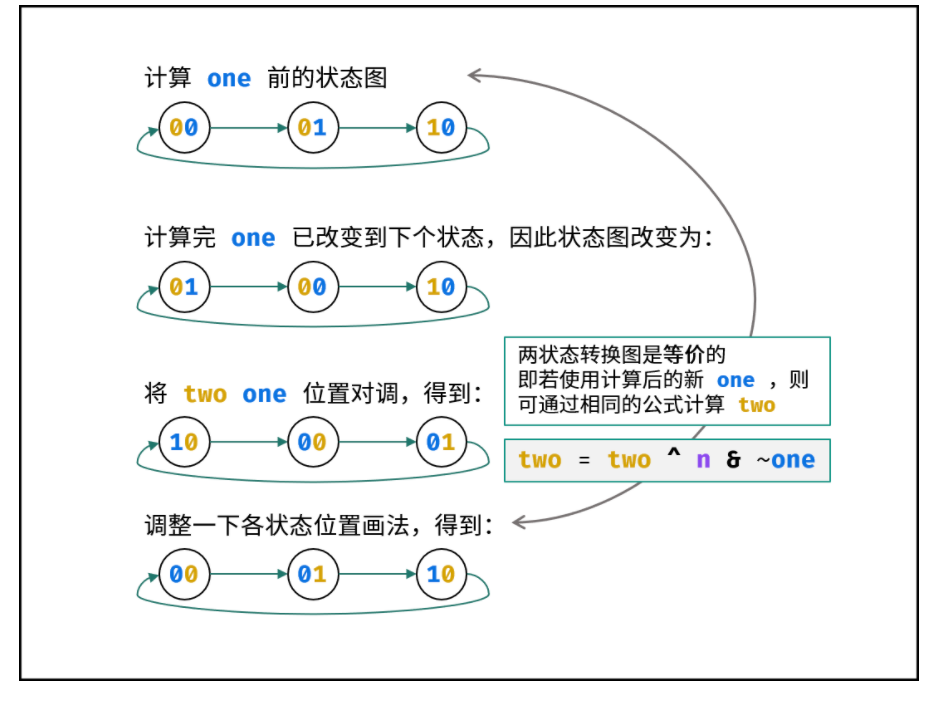 计算 one 前的状态图
00 01 10
计算完 one 已改变到下个状态，因此状态图改变为：
01 00 10
两状态转换图是等价的
即若使用计算后的新 one ，则
可通过相同的公式计算 two
将 two one 位置对调，得到：
10 00 01
two = two ^ n & ~one
调整一下各状态位置画法，得到：
00 01 10